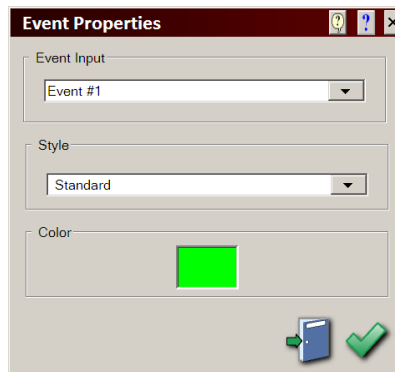 Event Properties
Event Input
Event #1
Style
Standard
Color